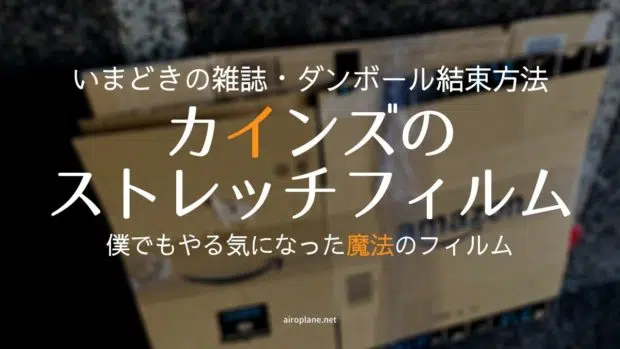 いまどきの雑誌・ダンボール結束方法
カインズの
ストレッチフィルム
僕でもやる気になった魔法のフィルム
amazon
airoplane.net